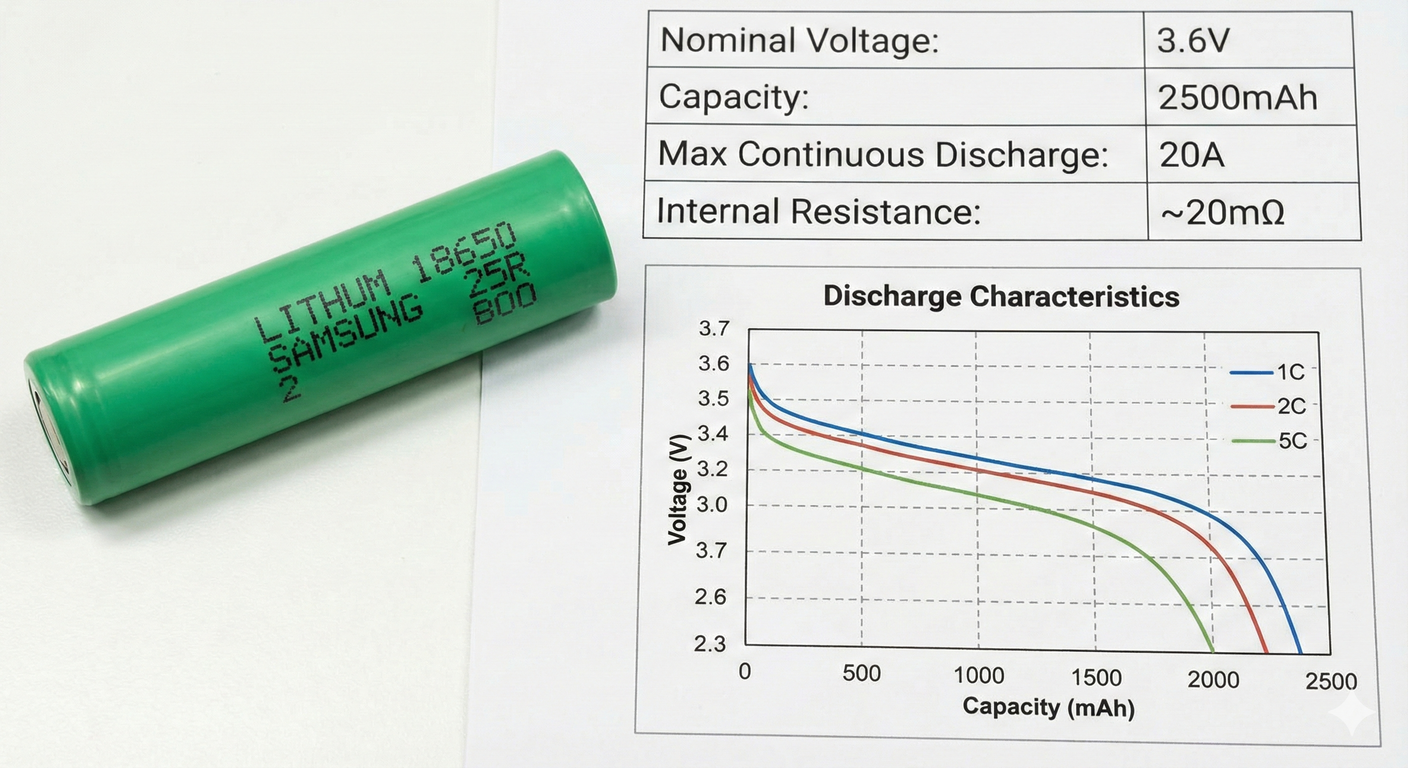 LITHUM 18650
SAMSUNG 25R
2 800
Nominal Voltage: 3.6V
Capacity: 2500mAh
Max Continuous Discharge: 20A
Internal Resistance: ~20mΩ
Discharge Characteristics
3.7
3.6
3.5
3.4
3.2
3.0
3.7
2.6
2.3
Voltage (V)
1C
2C
5C
0 500 1000 1500 2000 2500
Capacity (mAh)